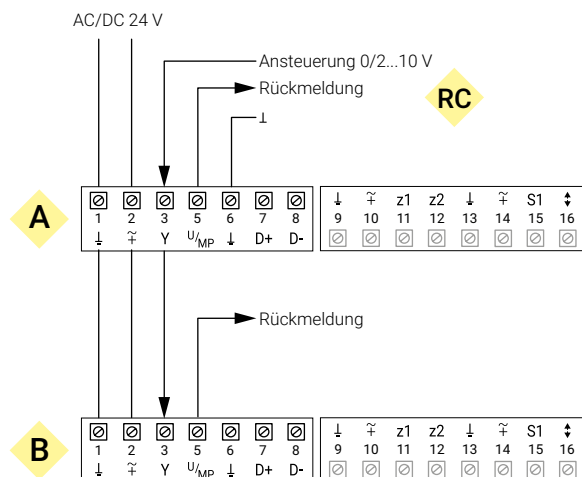 AC/DC 24 V
Ansteuerung 0/2...10 V
Rückmeldung
⊥
RC
A
1 2 3 5 6 7 8
⊥ ≂ Y U/MP ⊥ D+ D-
⊥ ≂ z1 z2 ⊥ ≂ S1 ↕
9 10 11 12 13 14 15 16
Rückmeldung
B
1 2 3 5 6 7 8
⊥ ≂ Y U/MP ⊥ D+ D-
⊥ ≂ z1 z2 ⊥ ≂ S1 ↕
9 10 11 12 13 14 15 16